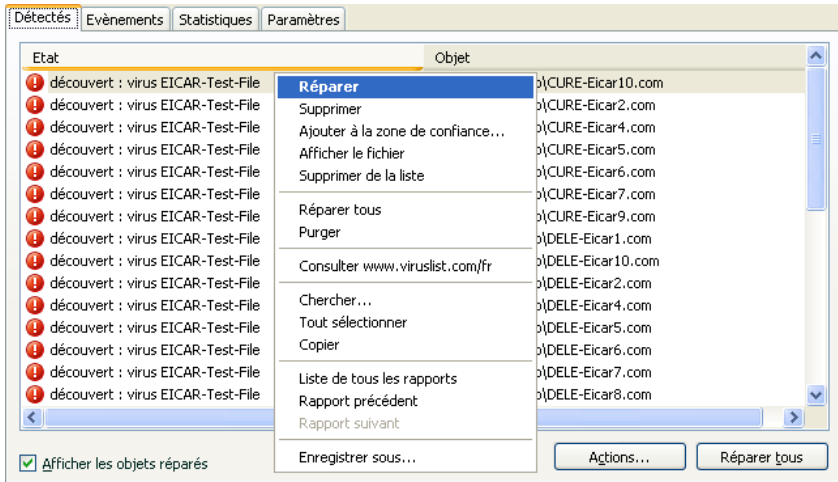 Détectés Evènements Statistiques Paramètres
Etat Objet
découvert : virus EICAR-Test-File \CURE-Eicar10.com
découvert : virus EICAR-Test-File \CURE-Eicar2.com
découvert : virus EICAR-Test-File \CURE-Eicar4.com
découvert : virus EICAR-Test-File \CURE-Eicar5.com
découvert : virus EICAR-Test-File \CURE-Eicar6.com
découvert : virus EICAR-Test-File \CURE-Eicar7.com
découvert : virus EICAR-Test-File \CURE-Eicar9.com
découvert : virus EICAR-Test-File \DELE-Eicar1.com
découvert : virus EICAR-Test-File \DELE-Eicar10.com
découvert : virus EICAR-Test-File \DELE-Eicar2.com
découvert : virus EICAR-Test-File \DELE-Eicar4.com
découvert : virus EICAR-Test-File \DELE-Eicar5.com
découvert : virus EICAR-Test-File \DELE-Eicar6.com
découvert : virus EICAR-Test-File \DELE-Eicar7.com
découvert : virus EICAR-Test-File \DELE-Eicar8.com
Réparer
Supprimer
Ajouter à la zone de confiance...
Afficher le fichier
Supprimer de la liste
Réparer tous
Purger
Consulter www.viruslist.com/fr
Chercher...
Tout sélectionner
Copier
Liste de tous les rapports
Rapport précédent
Rapport suivant
Enregistrer sous...
Afficher les objets réparés
Actions... Réparer tous